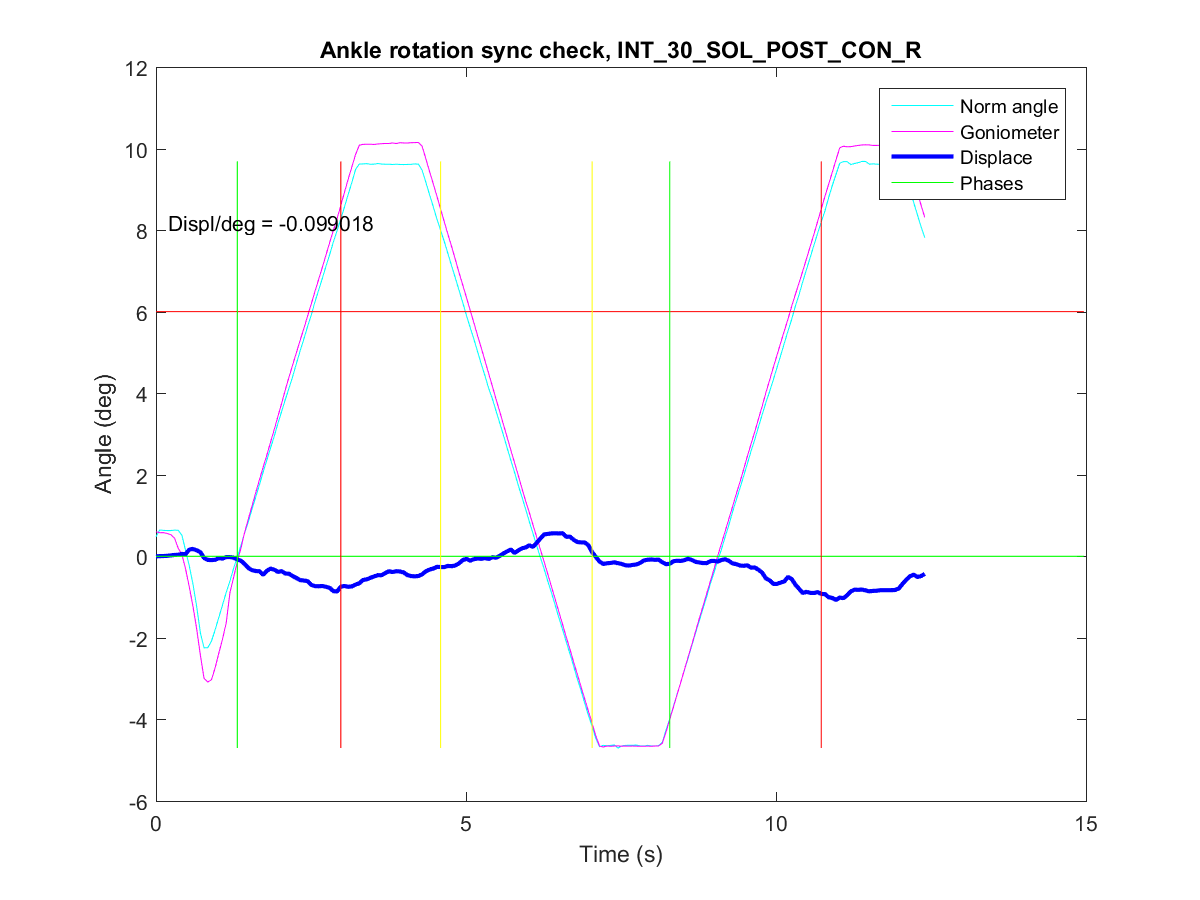 Ankle rotation sync check, INT_30_SOL_POST_CON_R
12
10
8
6
4
2
0
-2
-4
-6
Angle (deg)
Displ/deg = -0.099018
Norm angle
Goniometer
Displace
Phases
0
5
10
15
Time (s)